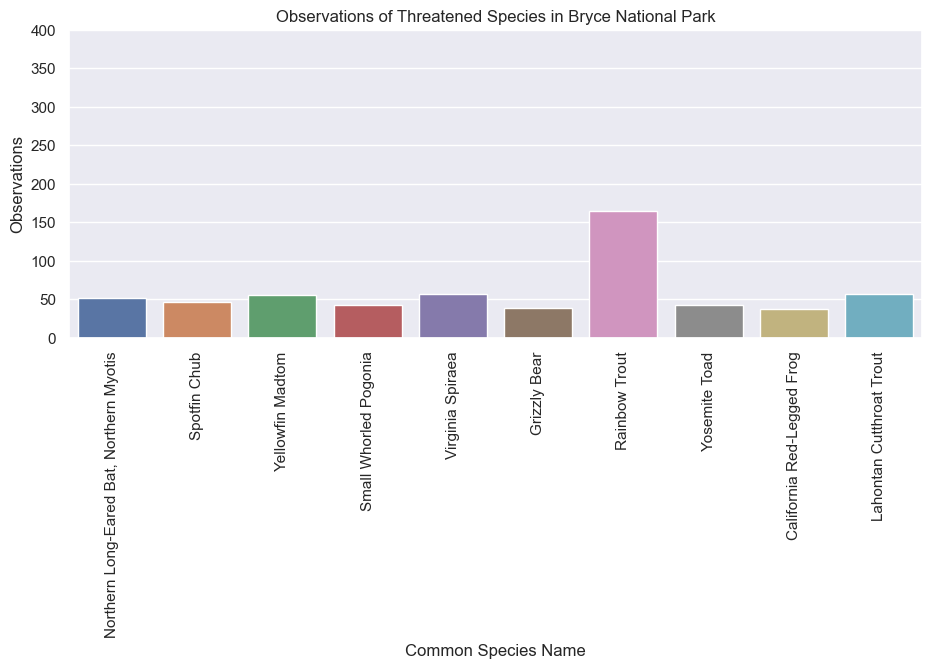 Observations of Threatened Species in Bryce National Park
400
350
300
250
200
150
100
50
0
Observations
Northern Long-Eared Bat, Northern Myotis
Spotfin Chub
Yellowfin Madtom
Small Whorled Pogonia
Virginia Spiraea
Grizzly Bear
Rainbow Trout
Yosemite Toad
California Red-Legged Frog
Lahontan Cutthroat Trout
Common Species Name